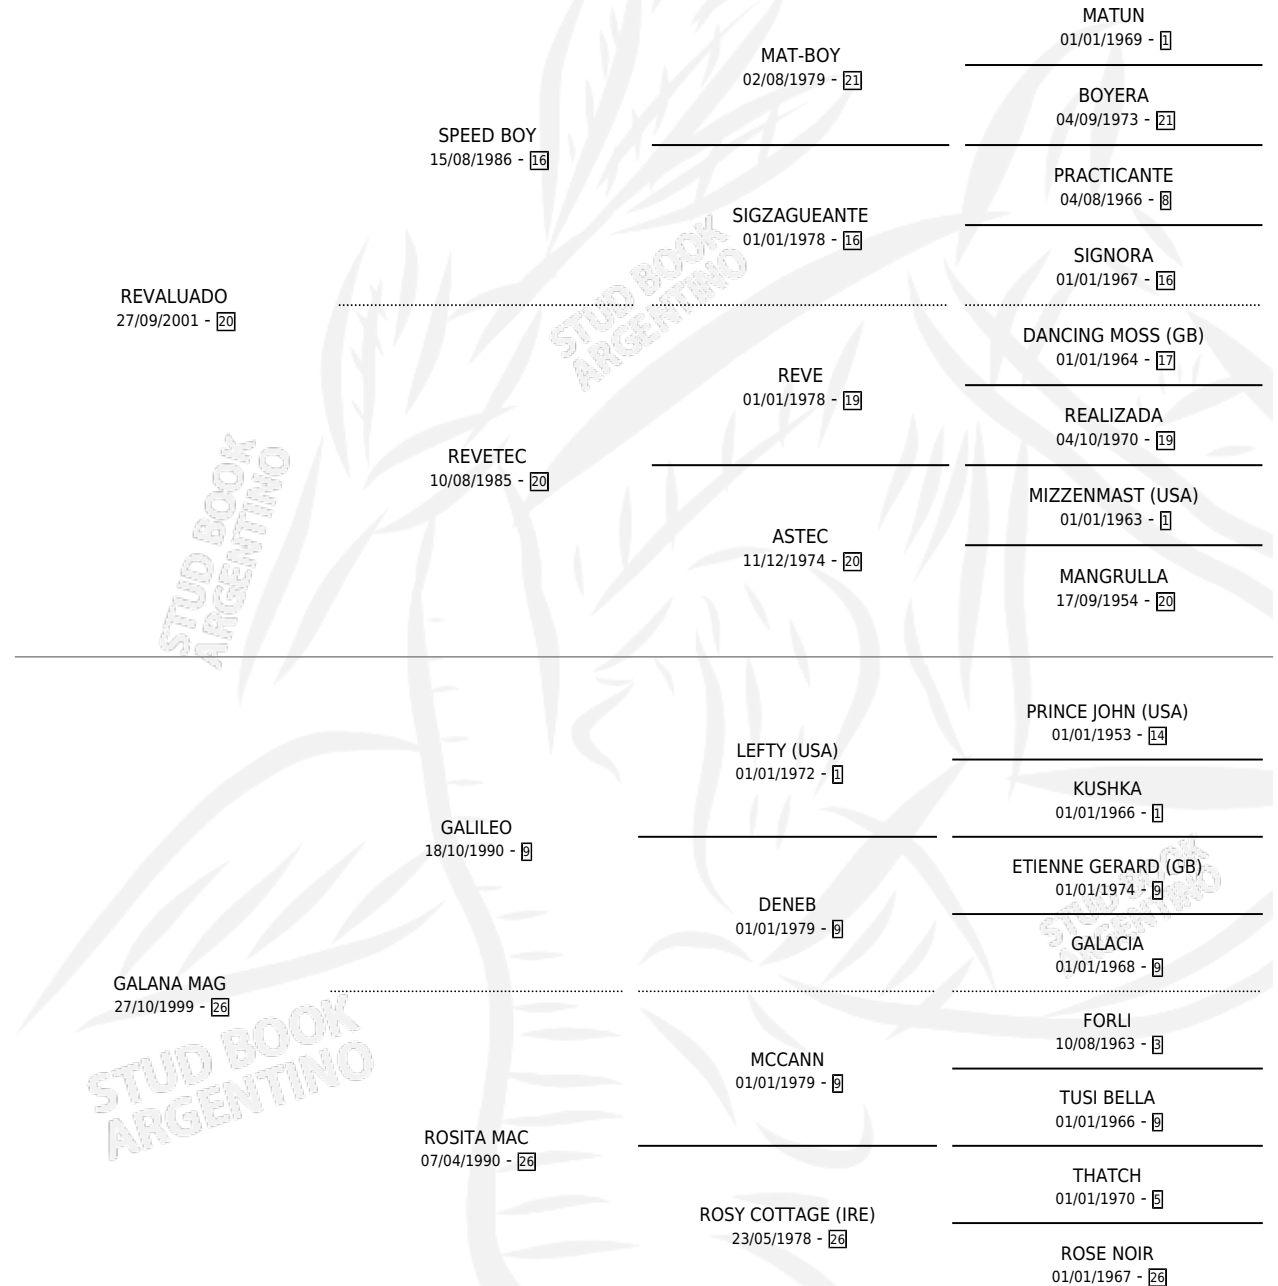 MATUN
01/01/1969 - 1
MAT-BOY
02/08/1979 - 21
BOYERA
04/09/1973 - 21
SPEED BOY
15/08/1986 - 16
PRACTICANTE
04/08/1966 - 8
SIGZAGUEANTE
01/01/1978 - 16
SIGNORA
01/01/1967 - 16
REVALUADO
27/09/2001 - 20
DANCING MOSS (GB)
01/01/1964 - 17
REVE
01/01/1978 - 19
REALIZADA
04/10/1970 - 19
REVETEC
10/08/1985 - 20
MIZZENMAST (USA)
01/01/1963 - 1
ASTEC
11/12/1974 - 20
MANGRULLA
17/09/1954 - 20
PRINCE JOHN (USA)
01/01/1953 - 14
LEFTY (USA)
01/01/1972 - 1
KUSHKA
01/01/1966 - 1
GALILEO
18/10/1990 - 9
ETIENNE GERARD (GB)
01/01/1974 - 9
DENEB
01/01/1979 - 9
GALACIA
01/01/1968 - 9
GALANA MAG
27/10/1999 - 26
FORLI
10/08/1963 - 3
MCCANN
01/01/1979 - 9
TUSI BELLA
01/01/1966 - 9
ROSITA MAC
07/04/1990 - 26
THATCH
01/01/1970 - 5
ROSY COTTAGE (IRE)
23/05/1978 - 26
ROSE NOIR
01/01/1967 - 26
STUD BOOK
ARGENTINO
STUD BOOK
ARGENTINO
STUD BOOK
ARGENTINO
STUD BOOK
ARGENTINO